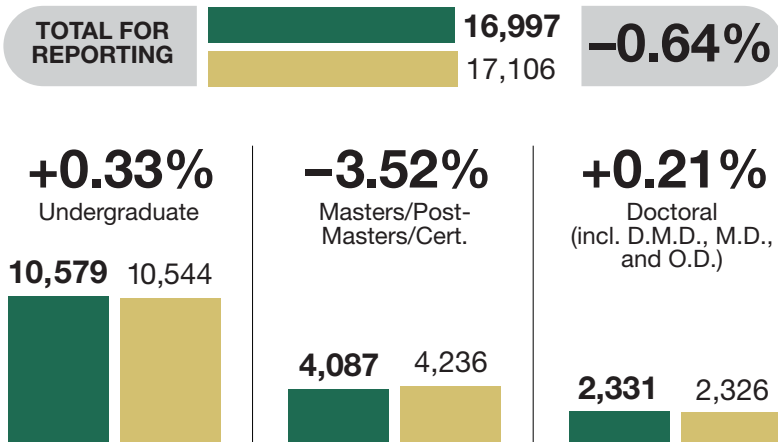 TOTAL FOR
REPORTING
16,997
17,106
–0.64%
+0.33%
Undergraduate
10,579 10,544
–3.52%
Masters/Post-
Masters/Cert.
4,087 4,236
+0.21%
Doctoral
(incl. D.M.D., M.D.,
and O.D.)
2,331 2,326